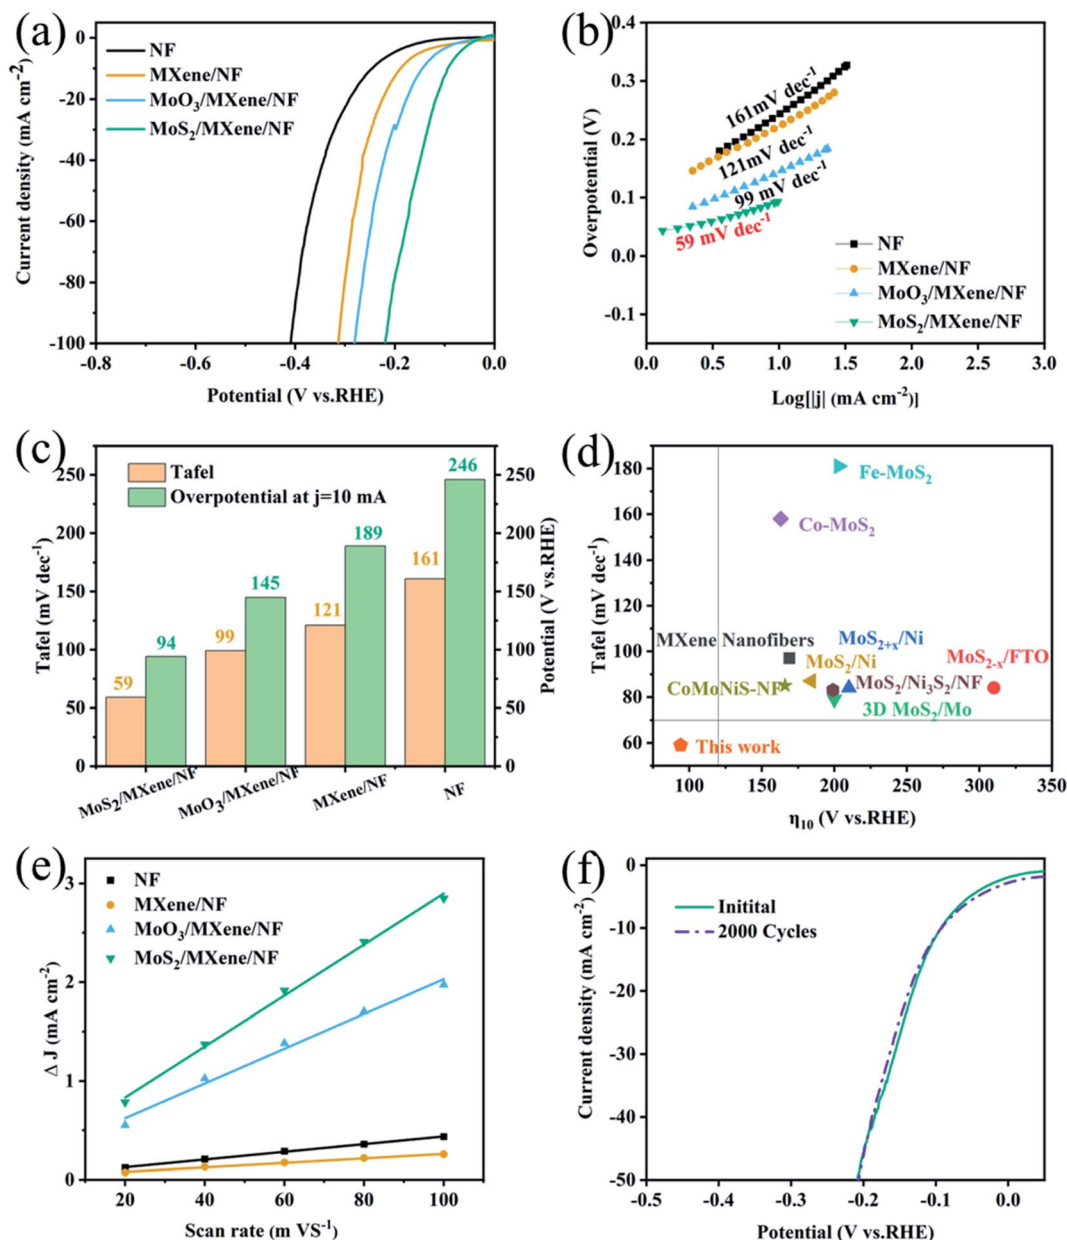 (a)
NF
MXene/NF
MoO₃/MXene/NF
MoS₂/MXene/NF
Current density (mA cm⁻²)
0
-20
-40
-60
-80
-100
-0.8 -0.6 -0.4 -0.2 0.0
Potential (V vs.RHE)
(b)
161mV dec⁻¹
121mV dec⁻¹
99 mV dec⁻¹
59 mV dec⁻¹
NF
MXene/NF
MoO₃/MXene/NF
MoS₂/MXene/NF
Overpotential (V)
0.4
0.3
0.2
0.1
0.0
-0.1
0.0 0.5 1.0 1.5 2.0 2.5 3.0
Log[|j| (mA cm⁻²)]
(c)
Tafel
Overpotential at j=10 mA
Tafel (mV dec⁻¹)
250
200
150
100
50
0
59 94 99 145 121 189 161 246
250
200
150
100
50
0
Potential (V vs.RHE)
MoS₂/MXene/NF MoO₃/MXene/NF MXene/NF NF
(d)
Tafel (mV dec⁻¹)
180
160
140
120
100
80
60
Fe-MoS₂
Co-MoS₂
MXene Nanofibers
MoS₂₊ₓ/Ni
MoS₂/Ni
MoS₂₋ₓ/FTO
CoMoNiS-NF
MoS₂/Ni₃S₂/NF
3D MoS₂/Mo
This work
100 150 200 250 300 350
η₁₀ (V vs.RHE)
(e)
NF
MXene/NF
MoO₃/MXene/NF
MoS₂/MXene/NF
Δ J (mA cm⁻²)
3
2
1
0
20 40 60 80 100
Scan rate (m VS⁻¹)
(f)
Initital
2000 Cycles
Current density (mA cm⁻²)
0
-10
-20
-30
-40
-50
-0.5 -0.4 -0.3 -0.2 -0.1 0.0
Potential (V vs.RHE)